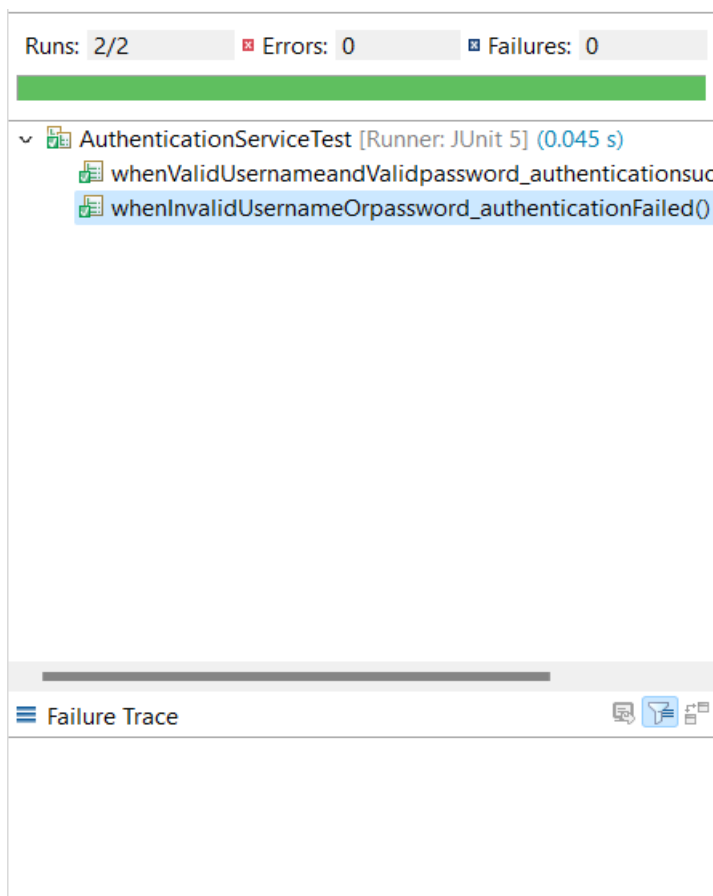 Runs: 2/2 Errors: 0 Failures: 0
AuthenticationServiceTest [Runner: JUnit 5] (0.045 s)
whenValidUsernameandValidpassword_authenticationsuc
whenInvalidUsernameOrpassword_authenticationFailed()
Failure Trace